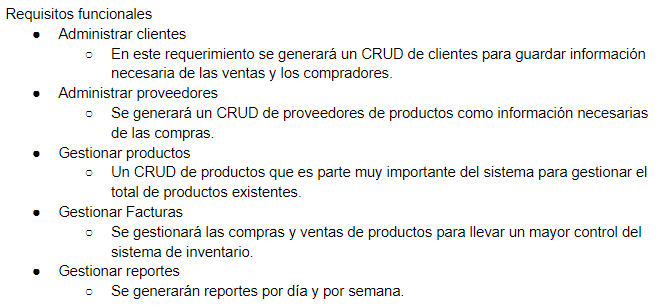 Requisitos funcionales
● Administrar clientes
○ En este requerimiento se generará un CRUD de clientes para guardar información
necesaria de las ventas y los compradores.
● Administrar proveedores
○ Se generará un CRUD de proveedores de productos como información necesarias
de las compras.
● Gestionar productos
○ Un CRUD de productos que es parte muy importante del sistema para gestionar el
total de productos existentes.
● Gestionar Facturas
○ Se gestionará las compras y ventas de productos para llevar un mayor control del
sistema de inventario.
● Gestionar reportes
○ Se generarán reportes por día y por semana.